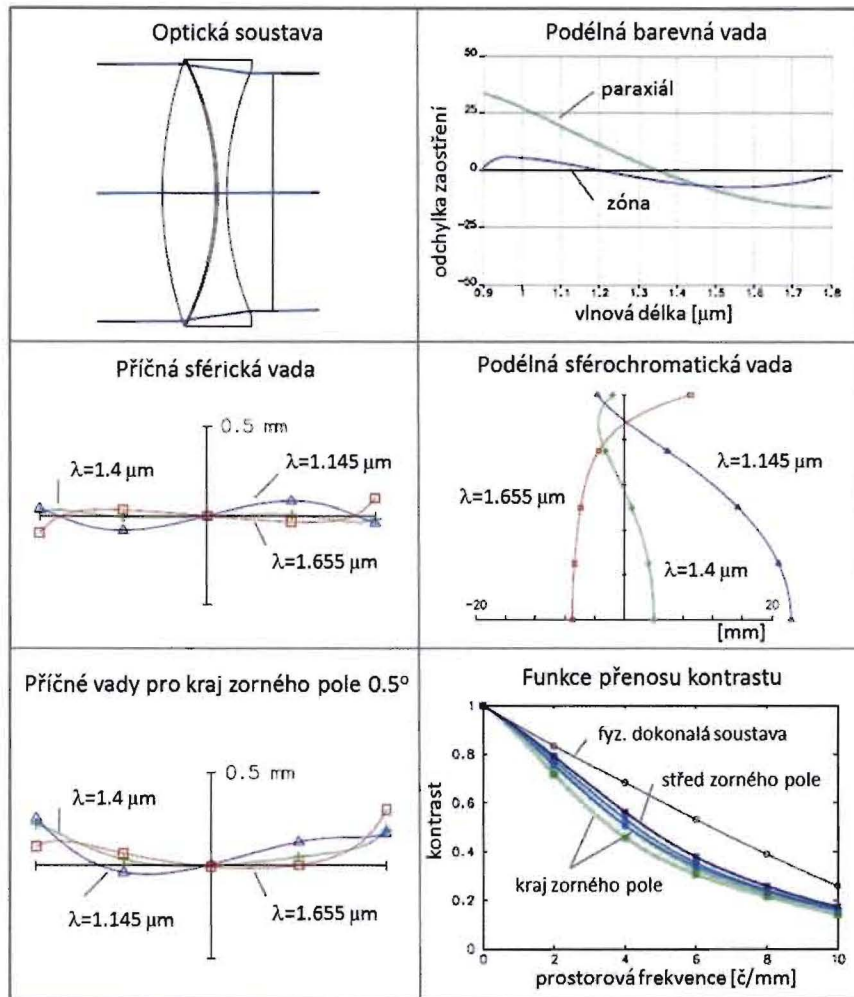 Optická soustava
Podélná barevná vada
odchylka zaostření
50
25
0
−25
−50
paraxiál
zóna
0.9 1 1.1 1.2 1.3 1.4 1.5 1.6 1.7 1.8
vlnová délka [μm]
Příčná sférická vada
0.5 mm
λ=1.4 μm
λ=1.145 μm
λ=1.655 μm
Podélná sférochromatická vada
λ=1.145 μm
λ=1.655 μm
λ=1.4 μm
−20
20
[mm]
Příčné vady pro kraj zorného pole 0.5º
0.5 mm
λ=1.4 μm
λ=1.145 μm
λ=1.655 μm
Funkce přenosu kontrastu
kontrast
1
0.8
0.6
0.4
0.2
0
fyz. dokonalá soustava
střed zorného pole
kraj zorného pole
0 2 4 6 8 10
prostorová frekvence [č/mm]